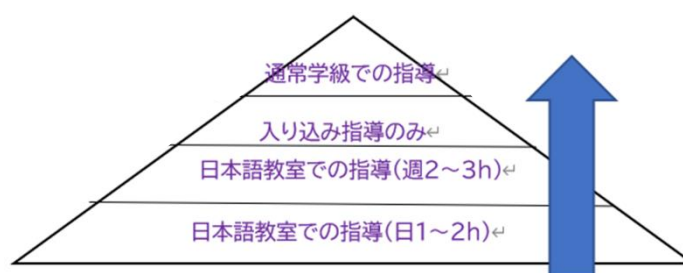 通常学級での指導↵
入り込み指導のみ↵
日本語教室での指導(週2~3h)↵
日本語教室での指導(日1~2h)↵